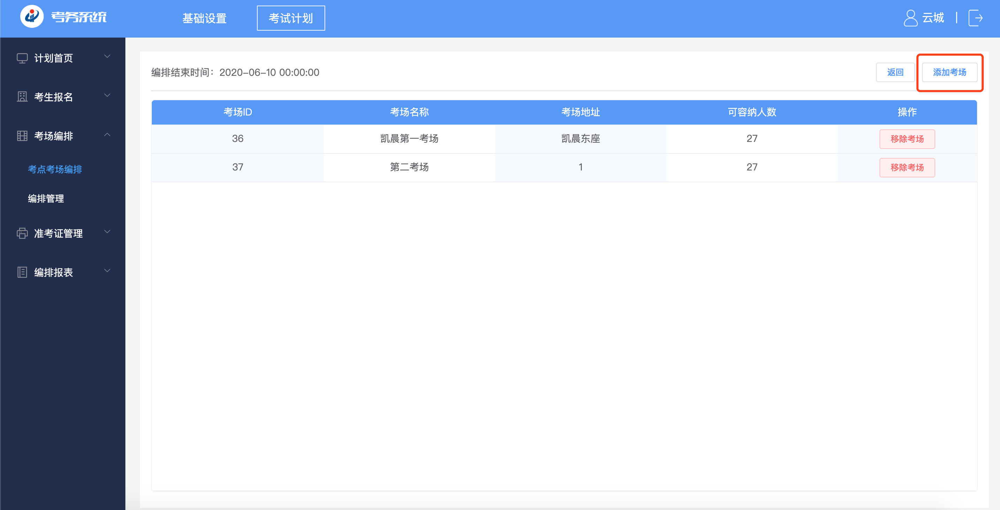 考务系统
基础设置
考试计划
云城
计划首页
考生报名
考场编排
考点考场编排
编排管理
准考证管理
编排报表
编排结束时间：2020-06-10 00:00:00
返回
添加考场
考场ID 考场名称 考场地址 可容纳人数 操作
36 凯晨第一考场 凯晨东座 27 移除考场
37 第二考场 1 27 移除考场